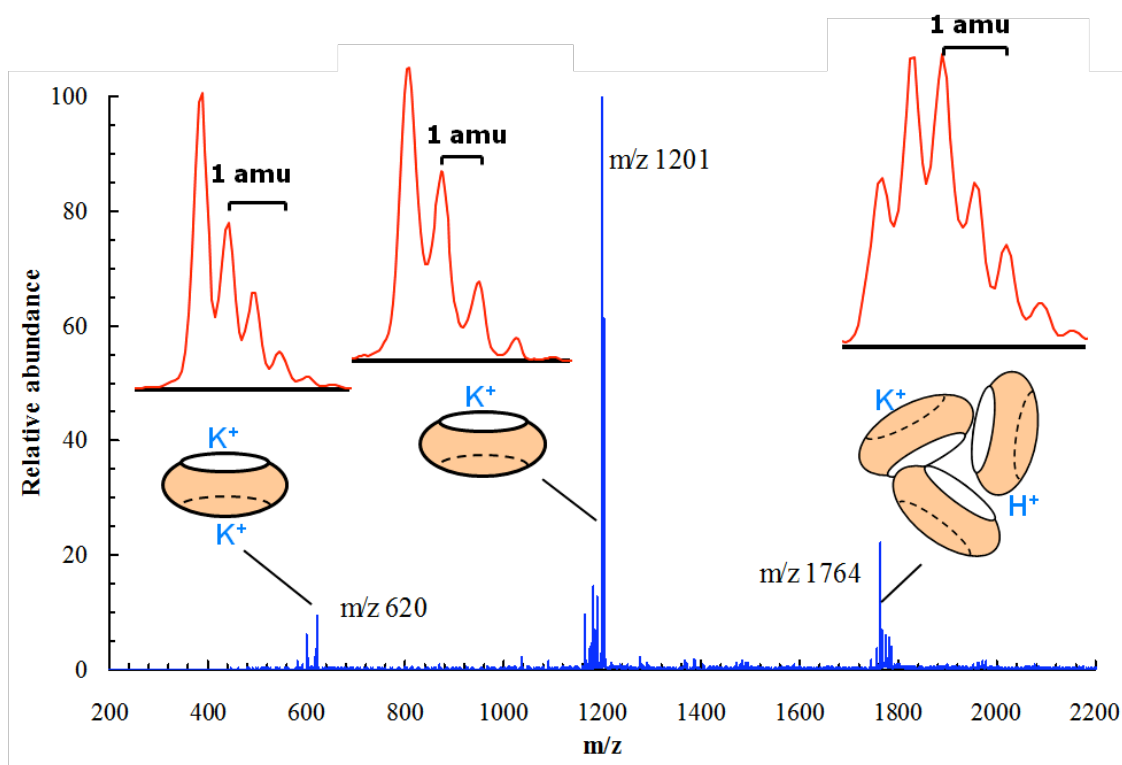 1 amu
1 amu
1 amu
Relative abundance
100
80
60
40
20
0
m/z 1201
K⁺
K⁺
K⁺
K⁺
H⁺
m/z 620
m/z 1764
200 400 600 800 1000 1200 1400 1600 1800 2000 2200
m/z